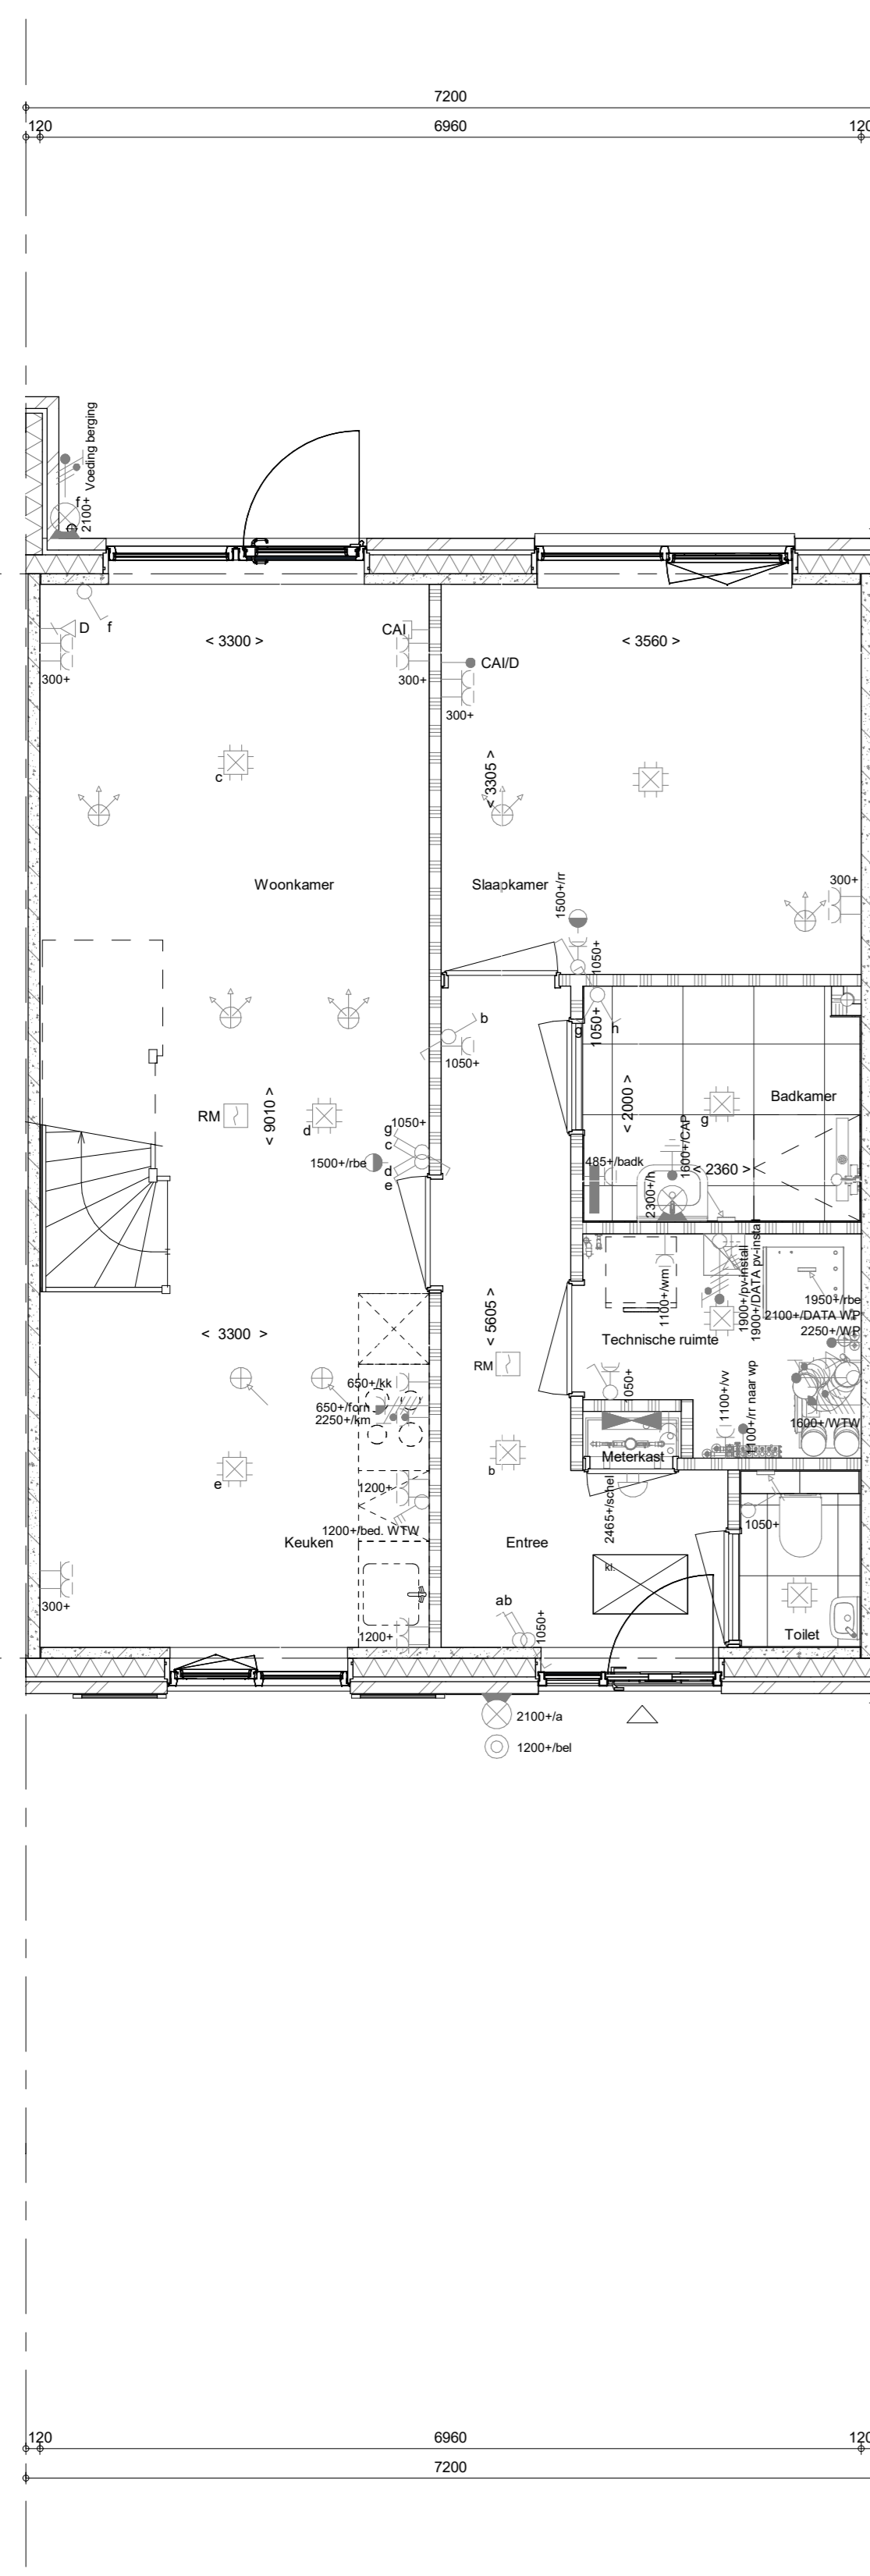 7200
120
6960
120
Voeding berging
f
2100+
D
f
300+
< 3300 >
CAI
300+
CAI/D
300+
< 3560 >
c
< 3305 >
Woonkamer
Slaapkamer
1500+/rr
300+
1050+
b
1050+
g
1050+
h
Badkamer
< 2000 >
g
RM
d
< 9010 >
1050+
g
c
d
e
1500+/rbe
485+/badk
1600+/CAP
< 2360 >
2300+/h
1100+/wm
1900+/pv-install
1900+/DATA pv-install
1950+/rbe
2100+/DATA WP
2250+/WP
Technische ruimte
< 5605 >
< 3300 >
RM
650+/kk
650+/forn
2250+/km
1050+
1100+/vv
1100+/rr naar wp
1600+/WTW
Meterkast
b
e
1200+
1200+/bed. WTW
2465+/schel
1050+
Keuken
Entree
kl.
300+
ab
1050+
1200+
Toilet
2100+/a
1200+/bel
120
6960
120
7200